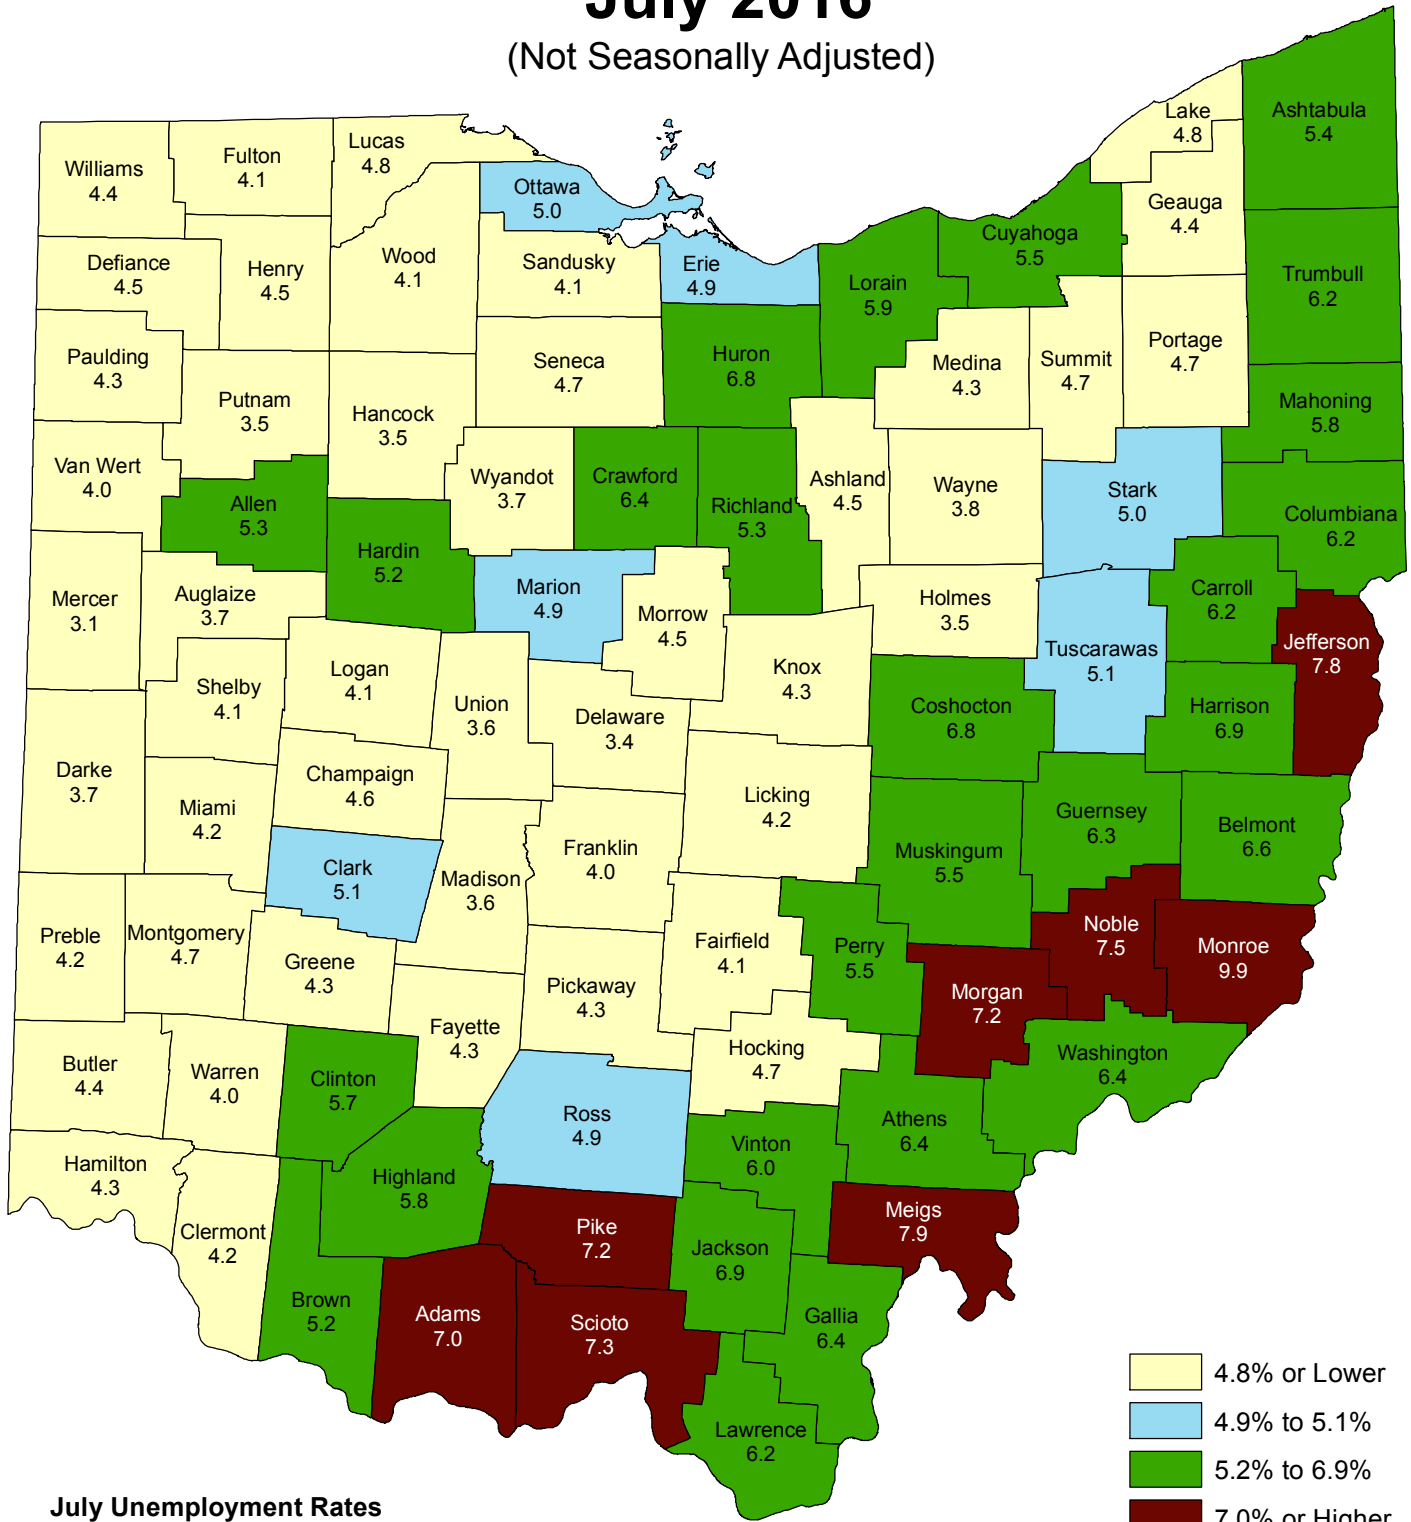 July 2016
(Not Seasonally Adjusted)
Lake
4.8
Ashtabula
5.4
Williams
4.4
Fulton
4.1
Lucas
4.8
Ottawa
5.0
Geauga
4.4
Cuyahoga
5.5
Defiance
4.5
Henry
4.5
Wood
4.1
Sandusky
4.1
Erie
4.9
Lorain
5.9
Trumbull
6.2
Paulding
4.3
Putnam
3.5
Hancock
3.5
Seneca
4.7
Huron
6.8
Medina
4.3
Summit
4.7
Portage
4.7
Mahoning
5.8
Van Wert
4.0
Allen
5.3
Wyandot
3.7
Crawford
6.4
Richland
5.3
Ashland
4.5
Wayne
3.8
Stark
5.0
Columbiana
6.2
Hardin
5.2
Mercer
3.1
Auglaize
3.7
Marion
4.9
Morrow
4.5
Holmes
3.5
Carroll
6.2
Jefferson
7.8
Tuscarawas
5.1
Shelby
4.1
Logan
4.1
Union
3.6
Delaware
3.4
Knox
4.3
Coshocton
6.8
Harrison
6.9
Darke
3.7
Miami
4.2
Champaign
4.6
Licking
4.2
Guernsey
6.3
Belmont
6.6
Clark
5.1
Madison
3.6
Franklin
4.0
Muskingum
5.5
Preble
4.2
Montgomery
4.7
Greene
4.3
Fairfield
4.1
Perry
5.5
Noble
7.5
Monroe
9.9
Morgan
7.2
Pickaway
4.3
Fayette
4.3
Hocking
4.7
Washington
6.4
Butler
4.4
Warren
4.0
Clinton
5.7
Ross
4.9
Athens
6.4
Vinton
6.0
Hamilton
4.3
Highland
5.8
Clermont
4.2
Pike
7.2
Meigs
7.9
Jackson
6.9
Brown
5.2
Adams
7.0
Scioto
7.3
Gallia
6.4
Lawrence
6.2
4.8% or Lower
4.9% to 5.1%
5.2% to 6.9%
7.0% or Higher
July Unemployment Rates